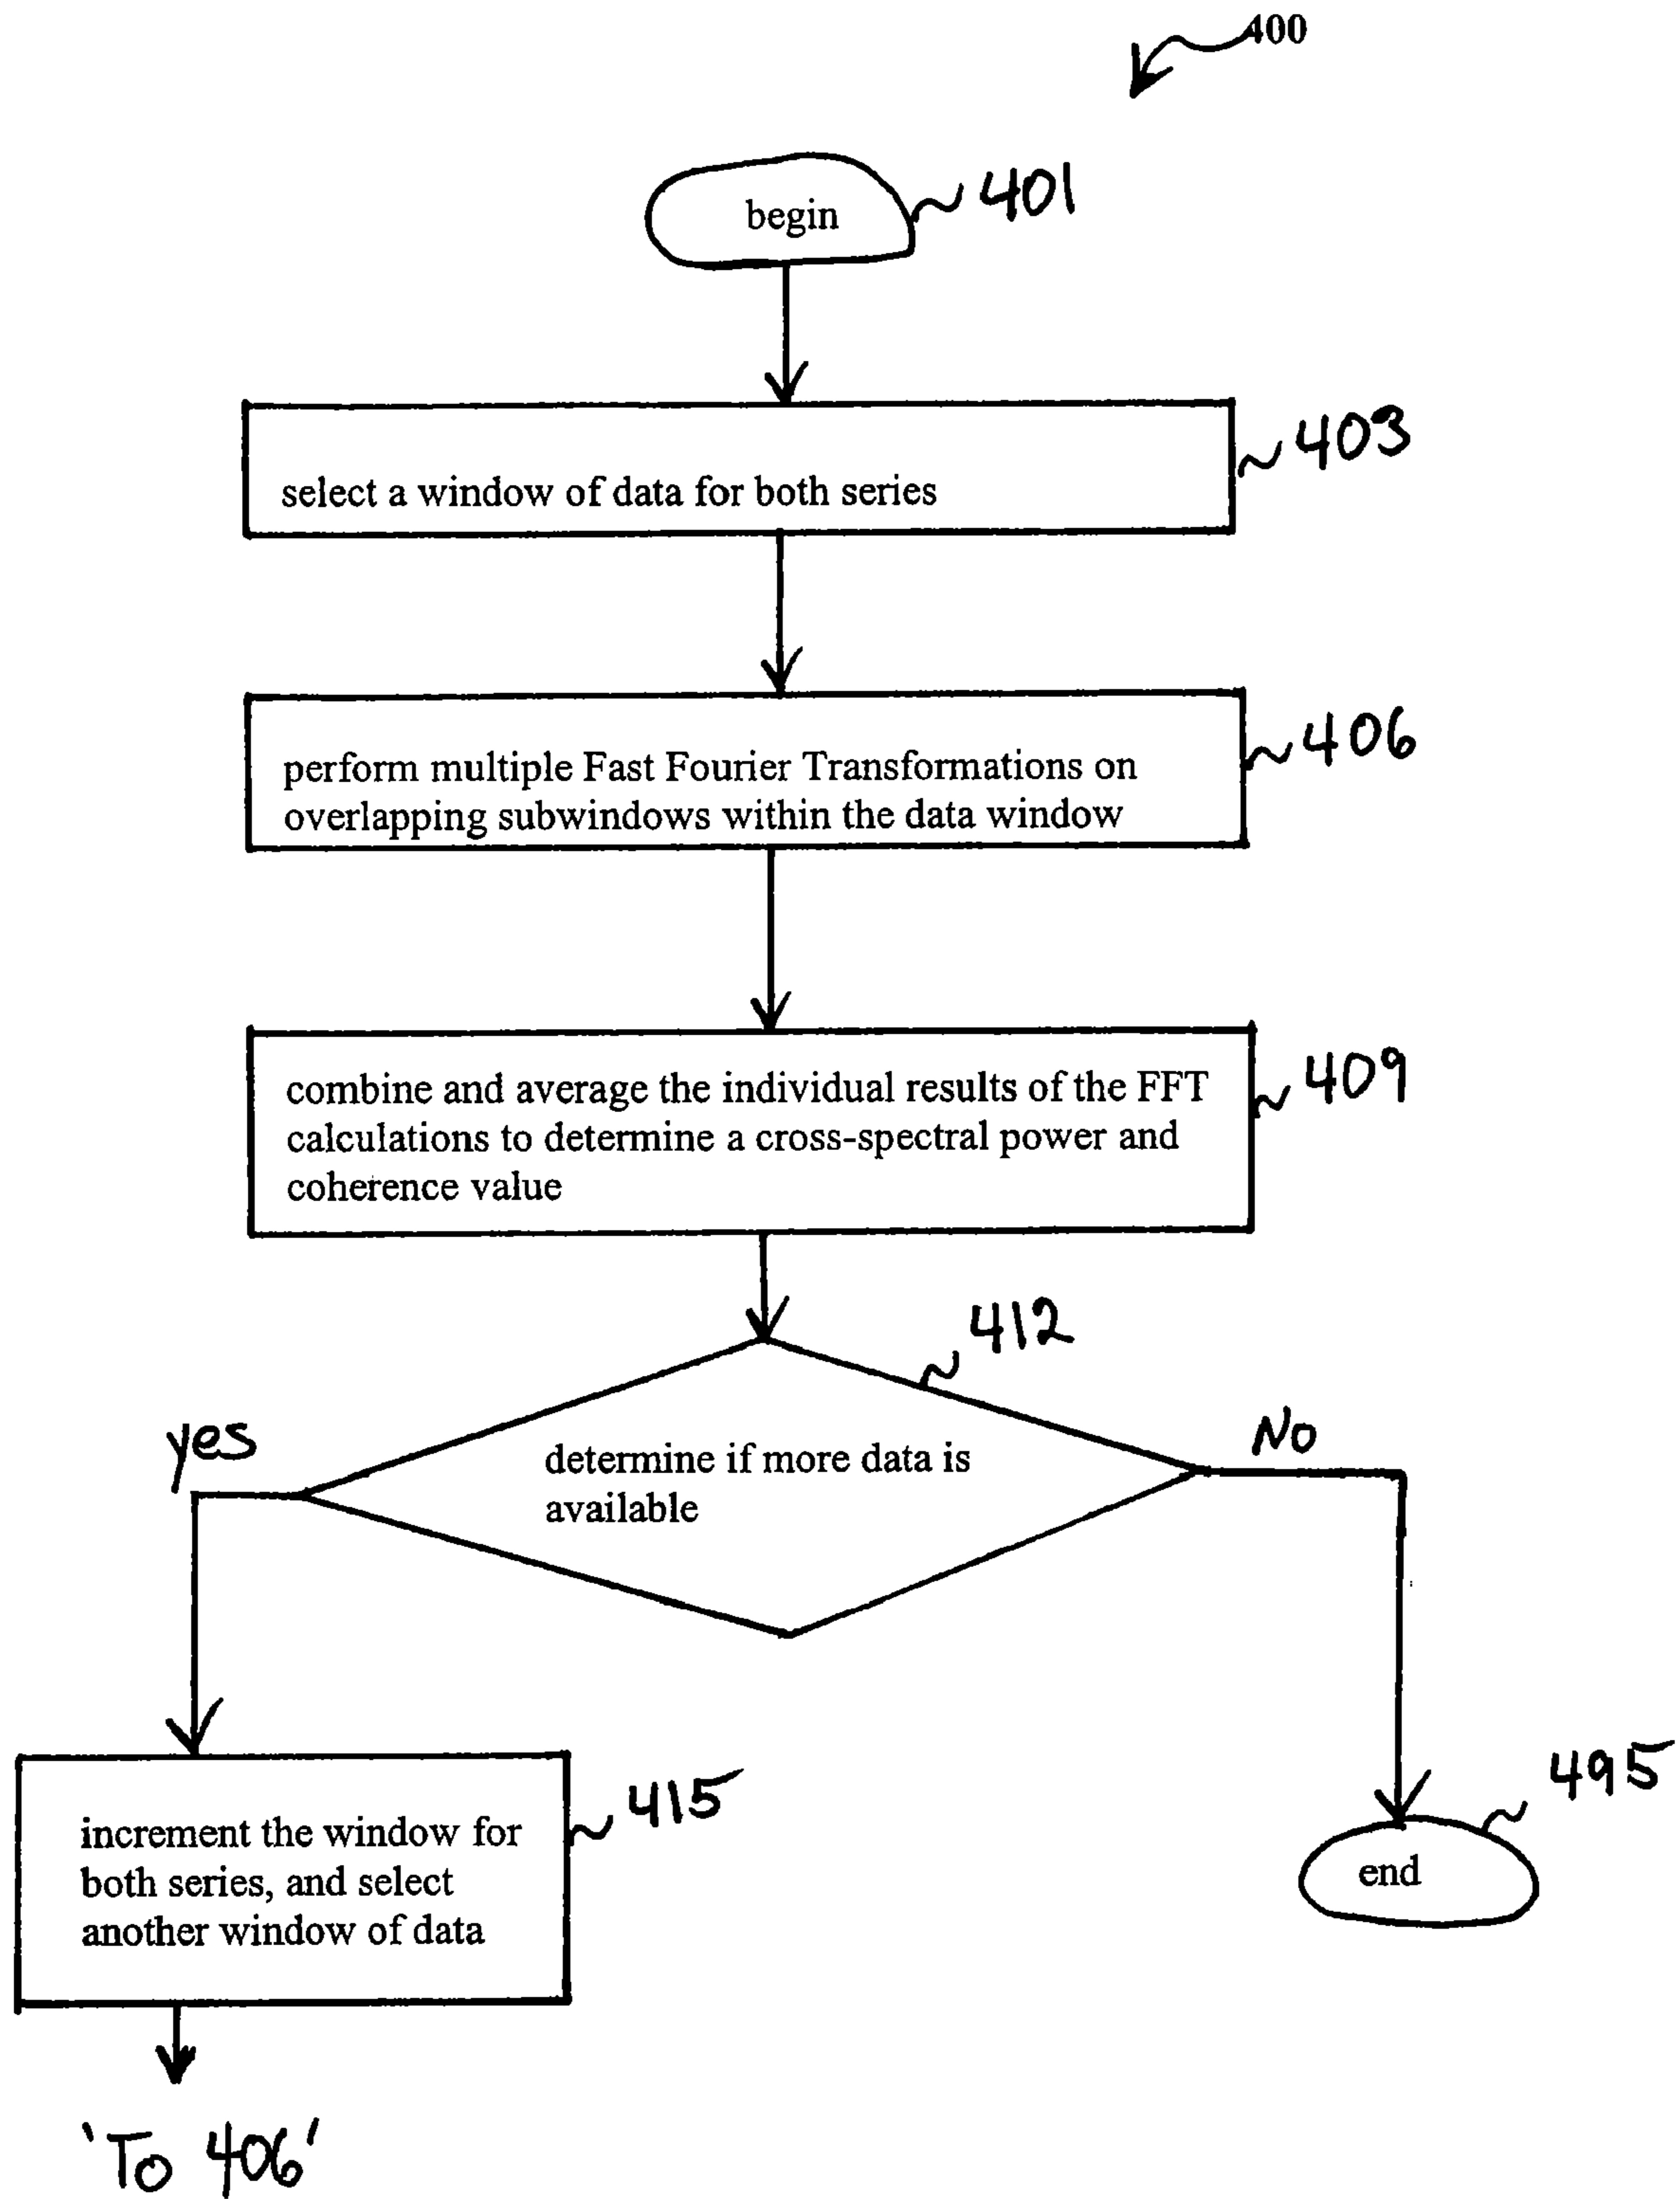 400
begin
401
403
select a window of data for both series
406
perform multiple Fast Fourier Transformations on
overlapping subwindows within the data window
409
combine and average the individual results of the FFT
calculations to determine a cross-spectral power and
coherence value
412
yes
No
determine if more data is
available
415
495
increment the window for
both series, and select
another window of data
end
'To 406'